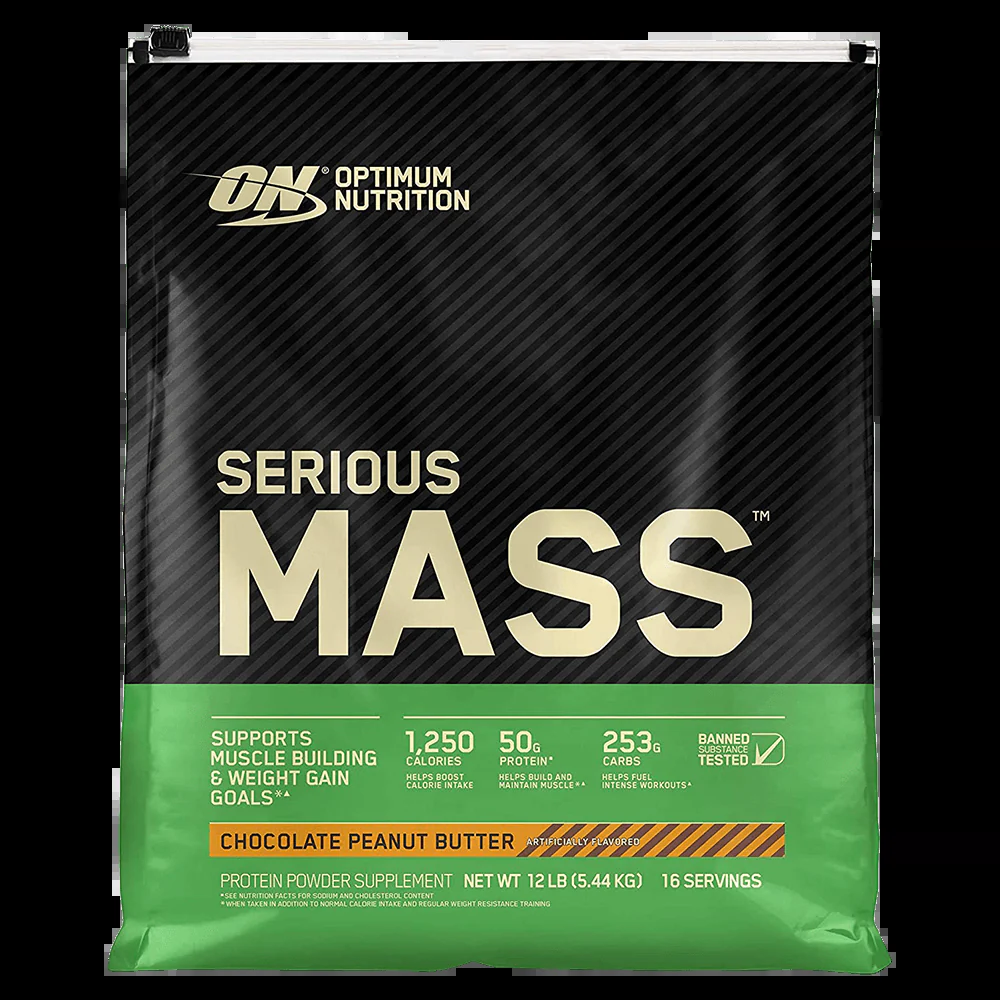 ON® OPTIMUM
NUTRITION
SERIOUS
MASS™
SUPPORTS
MUSCLE BUILDING
& WEIGHT GAIN
GOALS*▲
1,250
CALORIES
HELPS BOOST
CALORIE INTAKE
50G
PROTEIN*
HELPS BUILD AND
MAINTAIN MUSCLE*▲
253G
CARBS
HELPS FUEL
INTENSE WORKOUTS▲
BANNED
SUBSTANCE
TESTED
CHOCOLATE PEANUT BUTTER ARTIFICIALLY FLAVORED
PROTEIN POWDER SUPPLEMENT NET WT 12 LB (5.44 KG) 16 SERVINGS
*SEE NUTRITION FACTS FOR SODIUM AND CHOLESTEROL CONTENT
▲WHEN TAKEN IN ADDITION TO NORMAL CALORIE INTAKE AND REGULAR WEIGHT RESISTANCE TRAINING